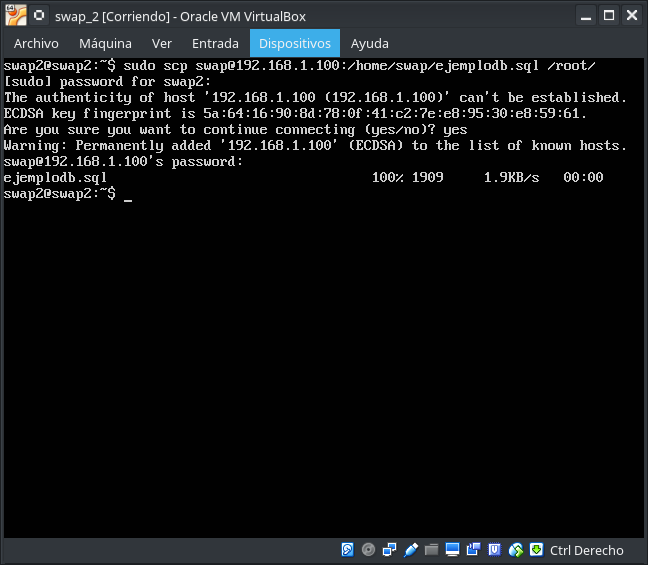 swap_2 [Corriendo] - Oracle VM VirtualBox
Archivo Máquina Ver Entrada Dispositivos Ayuda
swap2@swap2:~$ sudo scp swap@192.168.1.100:/home/swap/ejemplodb.sql /root/
[sudo] password for swap2:
The authenticity of host '192.168.1.100 (192.168.1.100)' can't be established.
ECDSA key fingerprint is 5a:64:16:90:8d:78:0f:41:c2:7e:e8:95:30:e8:59:61.
Are you sure you want to continue connecting (yes/no)? yes
Warning: Permanently added '192.168.1.100' (ECDSA) to the list of known hosts.
swap@192.168.1.100's password:
ejemplodb.sql 100% 1909 1.9KB/s 00:00
swap2@swap2:~$ _
Ctrl Derecho